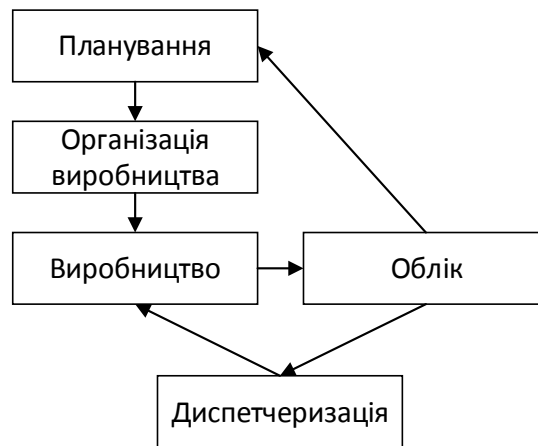 Планування
Організація
виробництва
Виробництво
Облік
Диспетчеризація